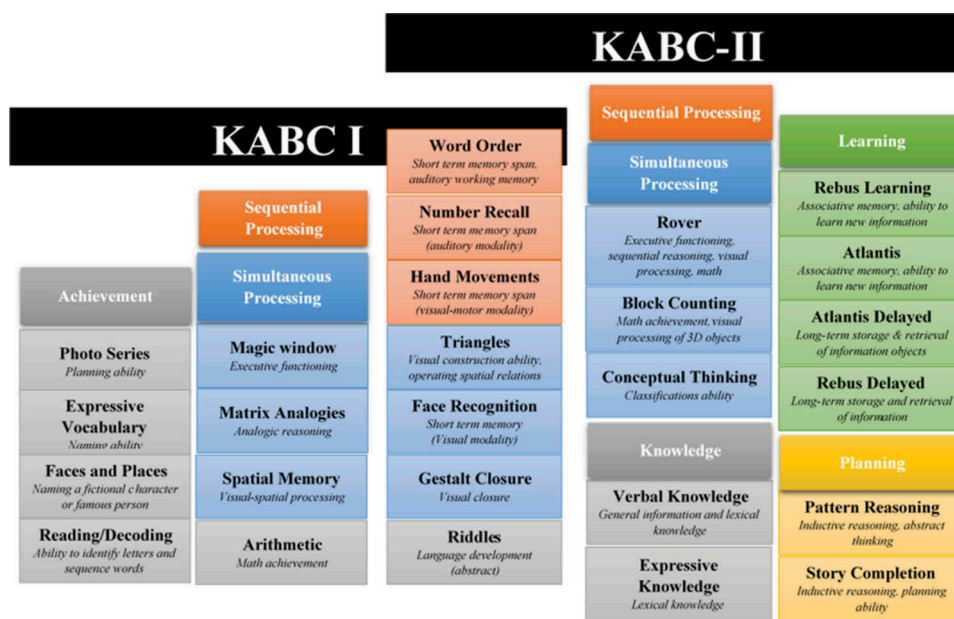 KABC-II
KABC I
Achievement
Photo Series
Planning ability
Expressive
Vocabulary
Naming ability
Faces and Places
Naming a fictional character
or famous person
Reading/Decoding
Ability to identify letters and
sequence words
Sequential
Processing
Simultaneous
Processing
Magic window
Executive functioning
Matrix Analogies
Analogic reasoning
Spatial Memory
Visual-spatial processing
Arithmetic
Math achievement
Word Order
Short term memory span,
auditory working memory
Number Recall
Short term memory span
(auditory modality)
Hand Movements
Short term memory span
(visual-motor modality)
Triangles
Visual construction ability,
operating spatial relations
Face Recognition
Short term memory
(Visual modality)
Gestalt Closure
Visual closure
Riddles
Language development
(abstract)
Sequential Processing
Simultaneous
Processing
Rover
Executive functioning,
sequential reasoning, visual
processing, math
Block Counting
Math achievement, visual
processing of 3D objects
Conceptual Thinking
Classifications ability
Knowledge
Verbal Knowledge
General information and lexical
knowledge
Expressive
Knowledge
Lexical knowledge
Learning
Rebus Learning
Associative memory, ability to
learn new information
Atlantis
Associative memory, ability to
learn new information
Atlantis Delayed
Long-term storage & retrieval
of information objects
Rebus Delayed
Long-term storage and retrieval
of information
Planning
Pattern Reasoning
Inductive reasoning, abstract
thinking
Story Completion
Inductive reasoning, planning
ability